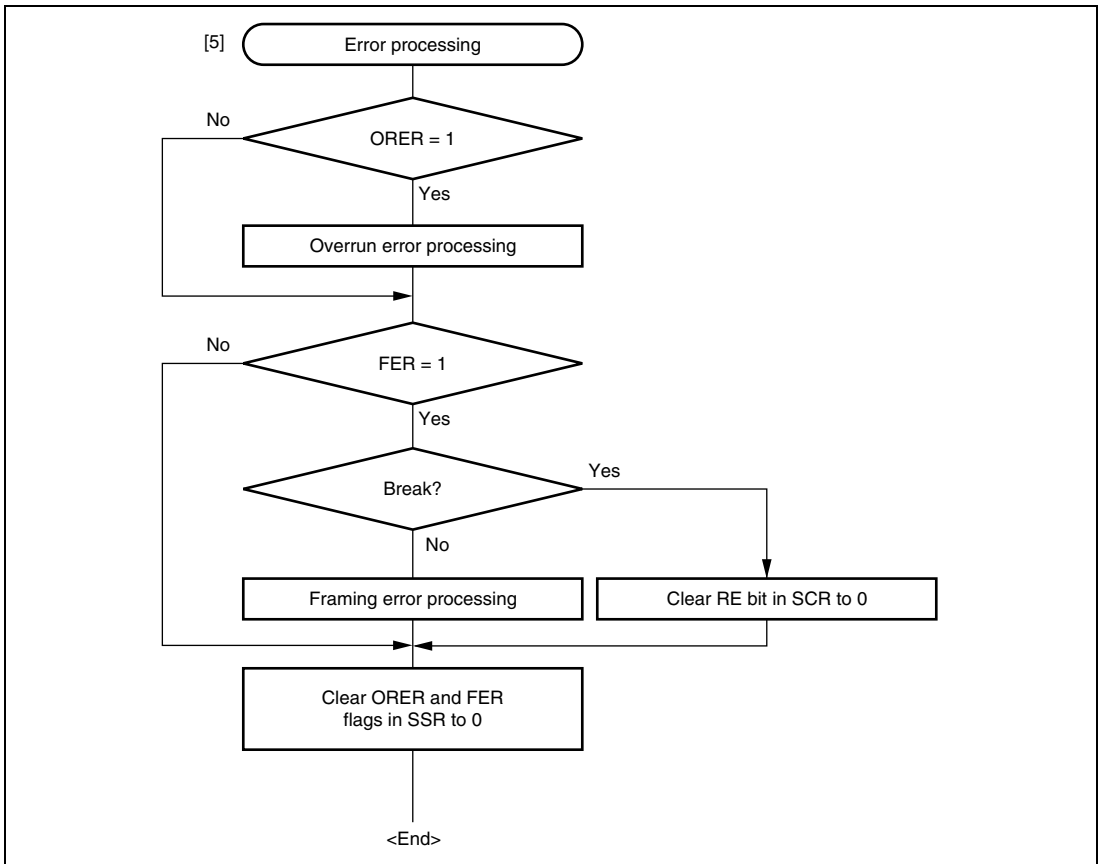 [5] Error processing
No
ORER = 1
Yes
Overrun error processing
No
FER = 1
Yes
Break?
Yes
No
Framing error processing
Clear RE bit in SCR to 0
Clear ORER and FER
flags in SSR to 0
<End>